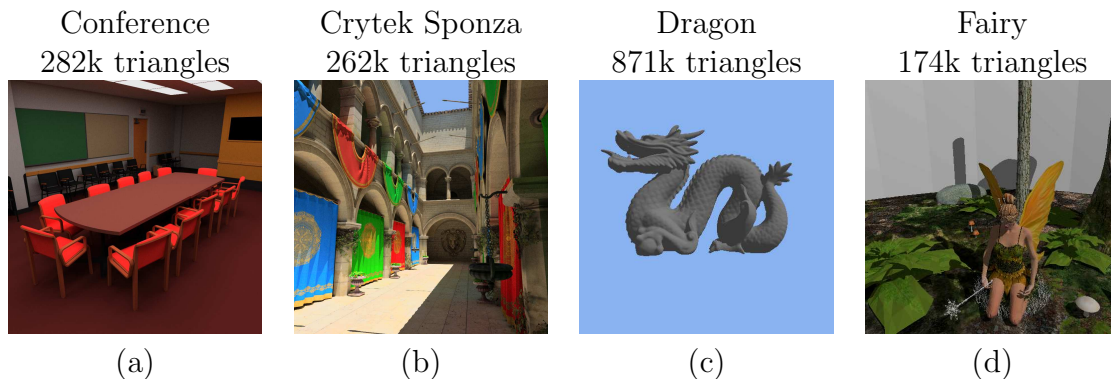 Conference
282k triangles
Crytek Sponza
262k triangles
Dragon
871k triangles
Fairy
174k triangles
(a)
(b)
(c)
(d)